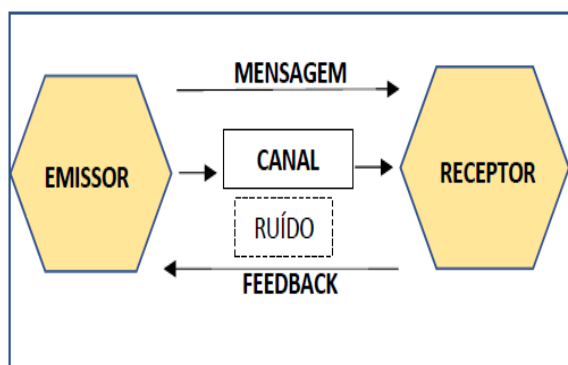 MENSAGEM
EMISSOR
CANAL
RECEPTOR
RUÍDO
FEEDBACK